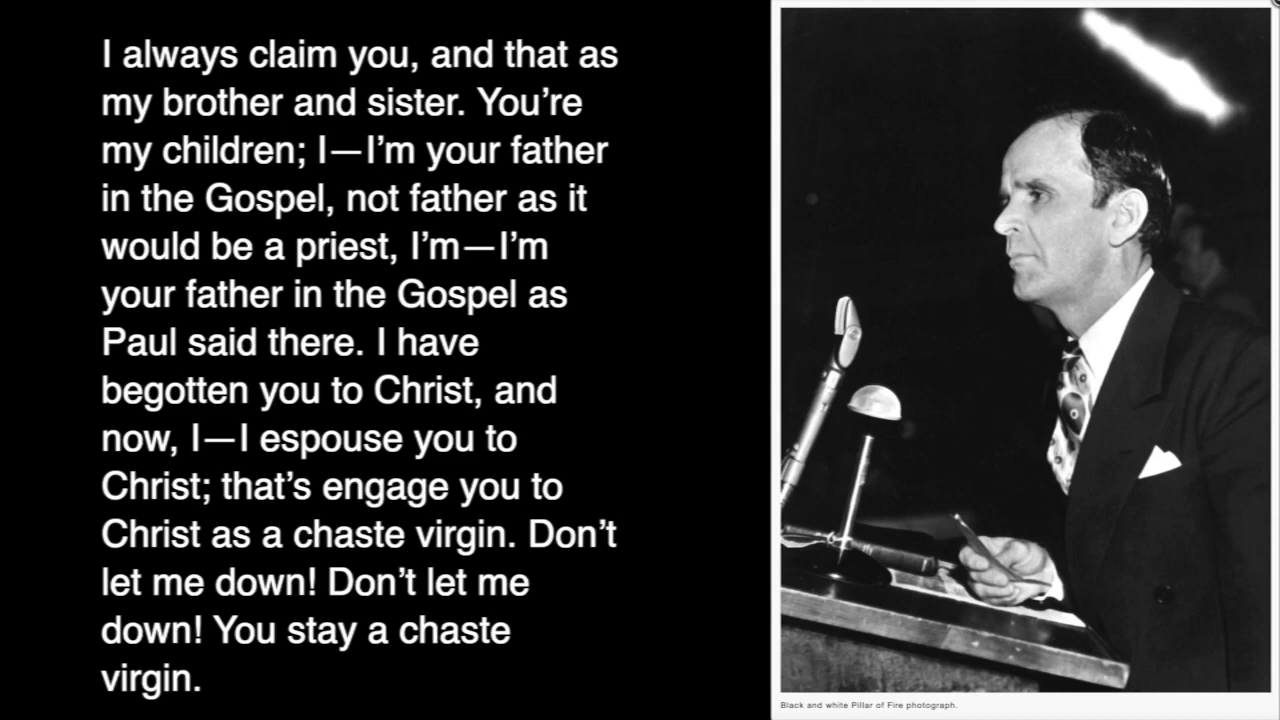 I always claim you, and that as
my brother and sister. You’re
my children; I—I’m your father
in the Gospel, not father as it
would be a priest, I’m—I’m
your father in the Gospel as
Paul said there. I have
begotten you to Christ, and
now, I—I espouse you to
Christ; that’s engage you to
Christ as a chaste virgin. Don’t
let me down! Don’t let me
down! You stay a chaste
virgin.
Black and white Pillar of Fire photograph.